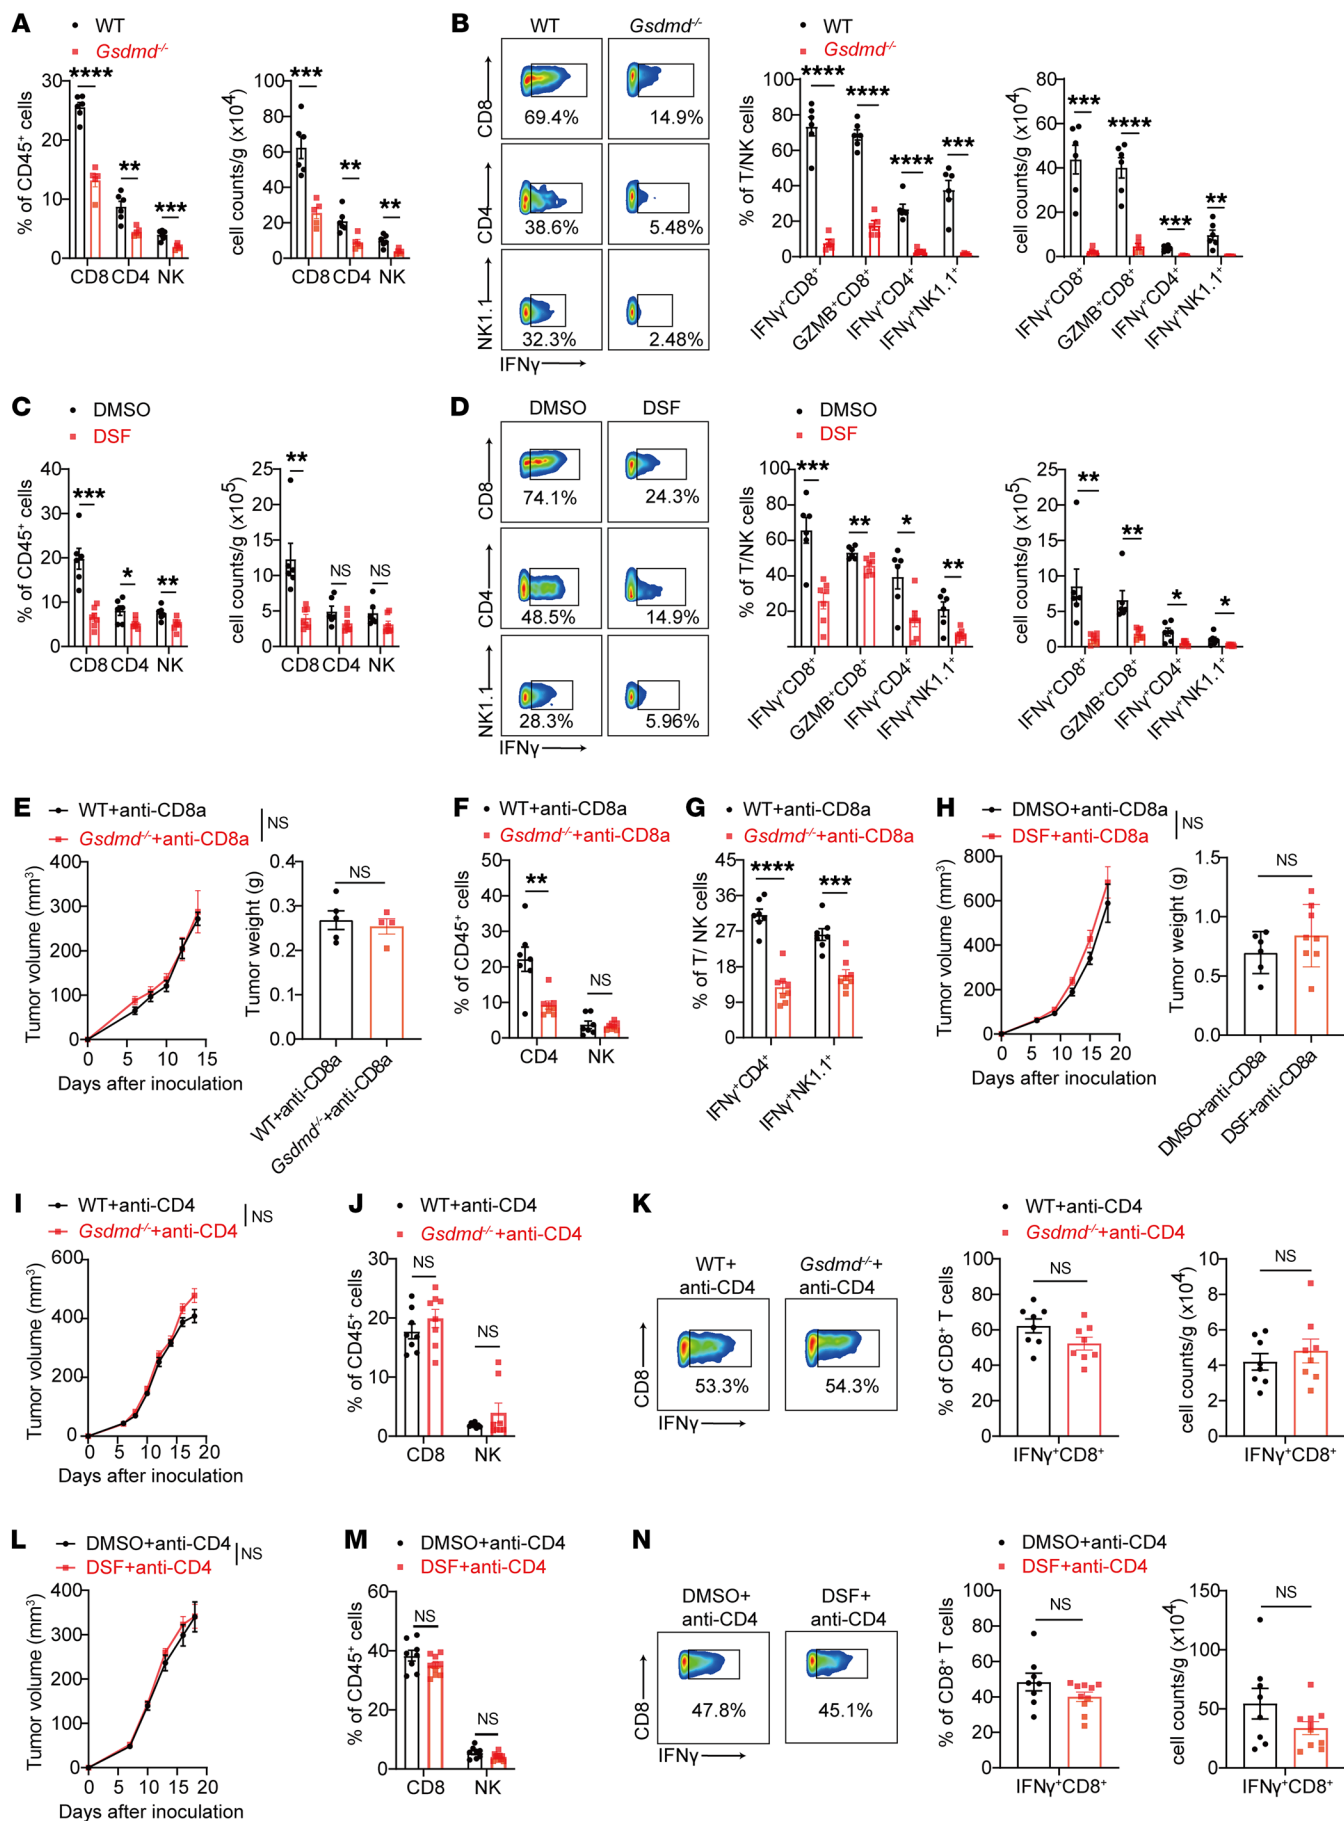 A
WT
Gsdmd-/-
****
**
***
% of CD45+ cells
30
20
10
0
CD8 CD4 NK
***
**
**
cell counts/g (x10^4)
100
80
60
40
20
0
CD8 CD4 NK
B
WT Gsdmd-/-
CD8
69.4% 14.9%
CD4
38.6% 5.48%
NK1.1
32.3% 2.48%
IFNγ
WT
Gsdmd-/-
****
****
****
***
% of T/NK cells
100
80
60
40
20
0
IFNγ+CD8+
GZMB+CD8+
IFNγ+CD4+
IFNγ+NK1.1+
***
****
***
**
cell counts/g (x10^4)
80
60
40
20
0
IFNγ+CD8+
GZMB+CD8+
IFNγ+CD4+
IFNγ+NK1.1+
C
DMSO
DSF
***
*
**
% of CD45+ cells
40
30
20
10
0
CD8 CD4 NK
**
NS NS
cell counts/g (x10^5)
25
20
15
10
5
0
CD8 CD4 NK
D
DMSO DSF
CD8
74.1% 24.3%
CD4
48.5% 14.9%
NK1.1
28.3% 5.96%
IFNγ
DMSO
DSF
***
**
*
**
% of T/NK cells
100
80
60
40
20
IFNγ+CD8+
GZMB+CD8+
IFNγ+CD4+
IFNγ+NK1.1+
**
**
*
*
cell counts/g (x10^5)
25
20
15
10
5
0
IFNγ+CD8+
GZMB+CD8+
IFNγ+CD4+
IFNγ+NK1.1+
E
WT+anti-CD8a
Gsdmd-/-+anti-CD8a
NS
Tumor volume (mm3)
400
300
200
100
0
0 5 10 15
Days after inoculation
NS
Tumor weight (g)
0.4
0.3
0.2
0.1
0.0
WT+anti-CD8a
Gsdmd-/-+anti-CD8a
F
WT+anti-CD8a
Gsdmd-/-+anti-CD8a
**
NS
% of CD45+ cells
50
40
30
20
10
0
CD4 NK
G
WT+anti-CD8a
Gsdmd-/-+anti-CD8a
****
***
% of T/ NK cells
45
36
27
18
9
0
IFNγ+CD4+
IFNγ+NK1.1+
H
DMSO+anti-CD8a
DSF+anti-CD8a
NS
Tumor volume (mm3)
800
600
400
200
0
0 5 10 15 20
Days after inoculation
NS
Tumor weight (g)
1.5
1.0
0.5
0.0
DMSO+anti-CD8a
DSF+anti-CD8a
I
WT+anti-CD4
Gsdmd-/-+anti-CD4
NS
Tumor volume (mm3)
600
400
200
0
0 5 10 15 20
Days after inoculation
J
WT+anti-CD4
Gsdmd-/-+anti-CD4
NS
NS
% of CD45+ cells
30
20
10
0
CD8 NK
K
WT+
anti-CD4
Gsdmd-/-+
anti-CD4
CD8
53.3% 54.3%
IFNγ
WT+anti-CD4
Gsdmd-/-+anti-CD4
NS
% of CD8+ T cells
100
80
60
40
20
0
IFNγ+CD8+
NS
cell counts/g (x10^4)
10
8
6
4
2
0
IFNγ+CD8+
L
DMSO+anti-CD4
DSF+anti-CD4
NS
Tumor volume (mm3)
400
300
200
100
0
0 5 10 15 20
Days after inoculation
M
DMSO+anti-CD4
DSF+anti-CD4
NS
NS
% of CD45+ cells
60
40
20
0
CD8 NK
N
DMSO+
anti-CD4
DSF+
anti-CD4
CD8
47.8% 45.1%
IFNγ
DMSO+anti-CD4
DSF+anti-CD4
NS
% of CD8+ T cells
100
80
60
40
20
0
IFNγ+CD8+
NS
cell counts/g (x10^4)
150
100
50
0
IFNγ+CD8+